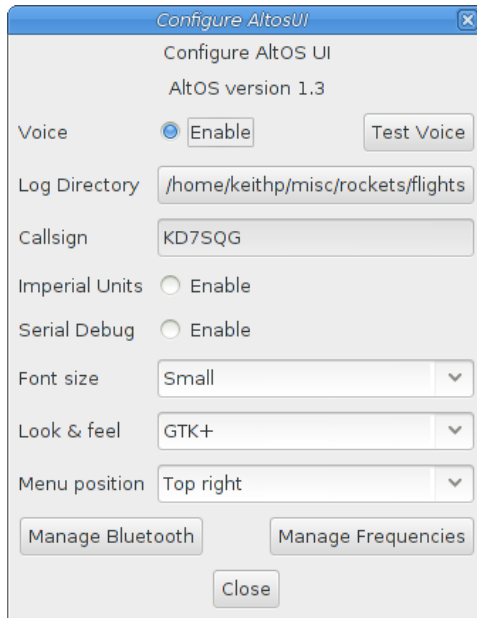 Configure AltosUI
Configure AltOS UI
AltOS version 1.3
Voice Enable Test Voice
Log Directory /home/keithp/misc/rockets/flights
Callsign KD7SQG
Imperial Units Enable
Serial Debug Enable
Font size Small
Look & feel GTK+
Menu position Top right
Manage Bluetooth Manage Frequencies
Close